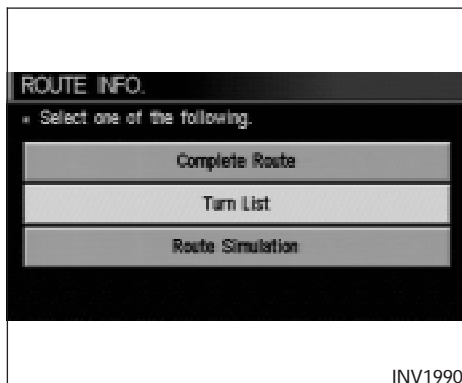 ROUTE INFO.
▪ Select one of the following.
Complete Route
Turn List
Route Simulation
INV1990